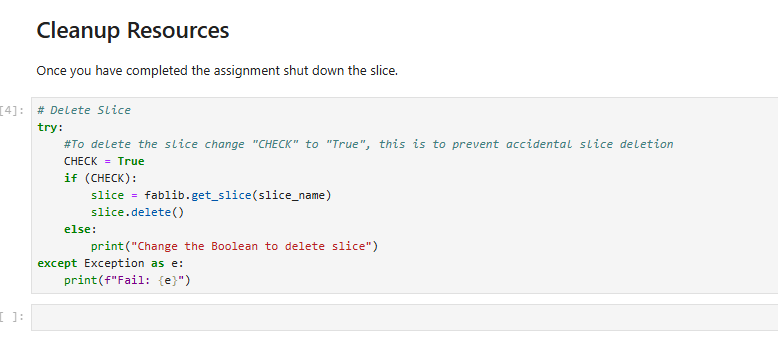 Cleanup Resources
Once you have completed the assignment shut down the slice.
[4]:
# Delete Slice
try:
    #To delete the slice change "CHECK" to "True", this is to prevent accidental slice deletion
    CHECK = True
    if (CHECK):
        slice = fablib.get_slice(slice_name)
        slice.delete()
    else:
        print("Change the Boolean to delete slice")
except Exception as e:
    print(f"Fail: {e}")
[ ]: